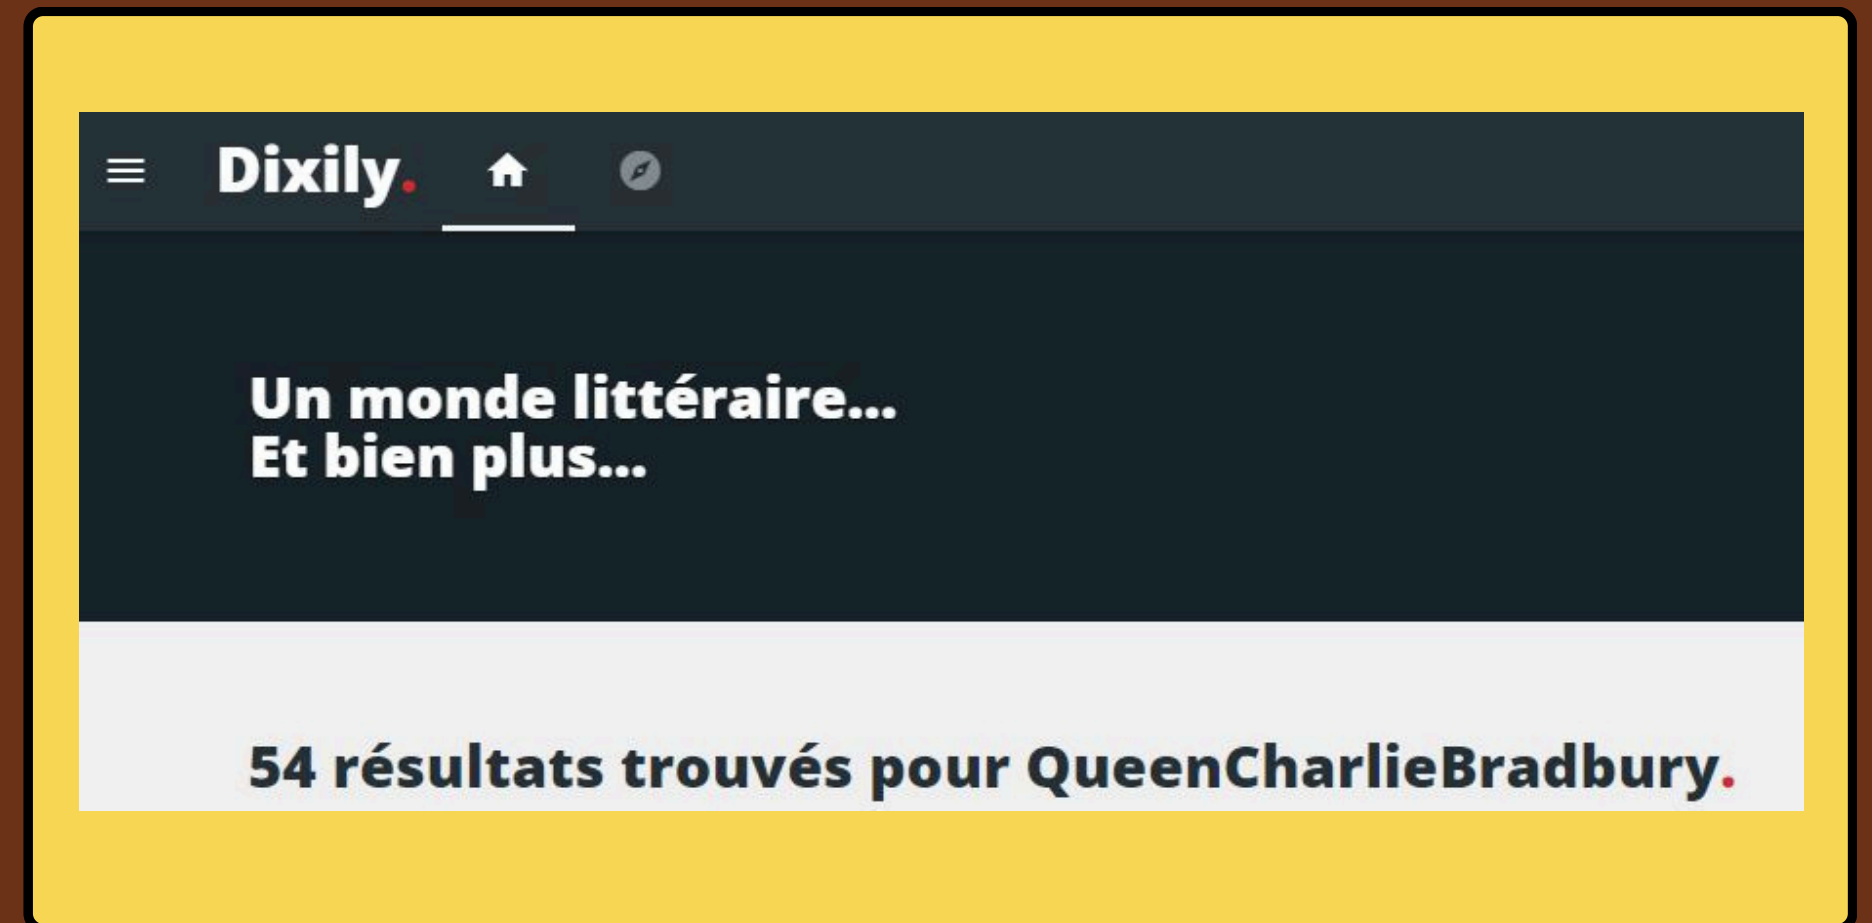 Dixily.
Un monde littéraire...
Et bien plus...
54 résultats trouvés pour QueenCharlieBradbury.